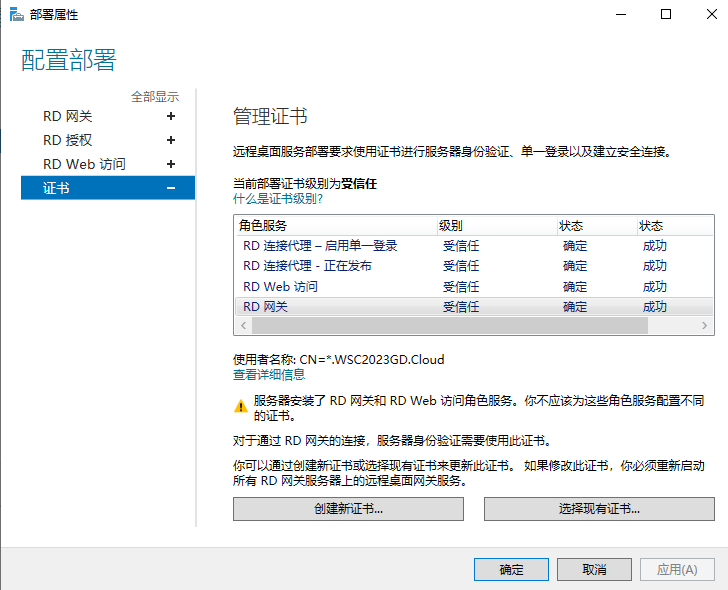 部署属性
配置部署
全部显示
RD 网关 +
RD 授权 +
RD Web 访问 +
证书 −
管理证书
远程桌面服务部署要求使用证书进行服务器身份验证、单一登录以及建立安全连接。
当前部署证书级别为受信任
什么是证书级别?
角色服务 级别 状态 状态
RD 连接代理 – 启用单一登录 受信任 确定 成功
RD 连接代理 - 正在发布 受信任 确定 成功
RD Web 访问 受信任 确定 成功
RD 网关 受信任 确定 成功
使用者名称: CN=*.WSC2023GD.Cloud
查看详细信息
服务器安装了 RD 网关和 RD Web 访问角色服务。你不应该为这些角色服务配置不同
的证书。
对于通过 RD 网关的连接，服务器身份验证需要使用此证书。
你可以通过创建新证书或选择现有证书来更新此证书。 如果修改此证书，你必须重新启动
所有 RD 网关服务器上的远程桌面网关服务。
创建新证书... 选择现有证书...
确定 取消 应用(A)